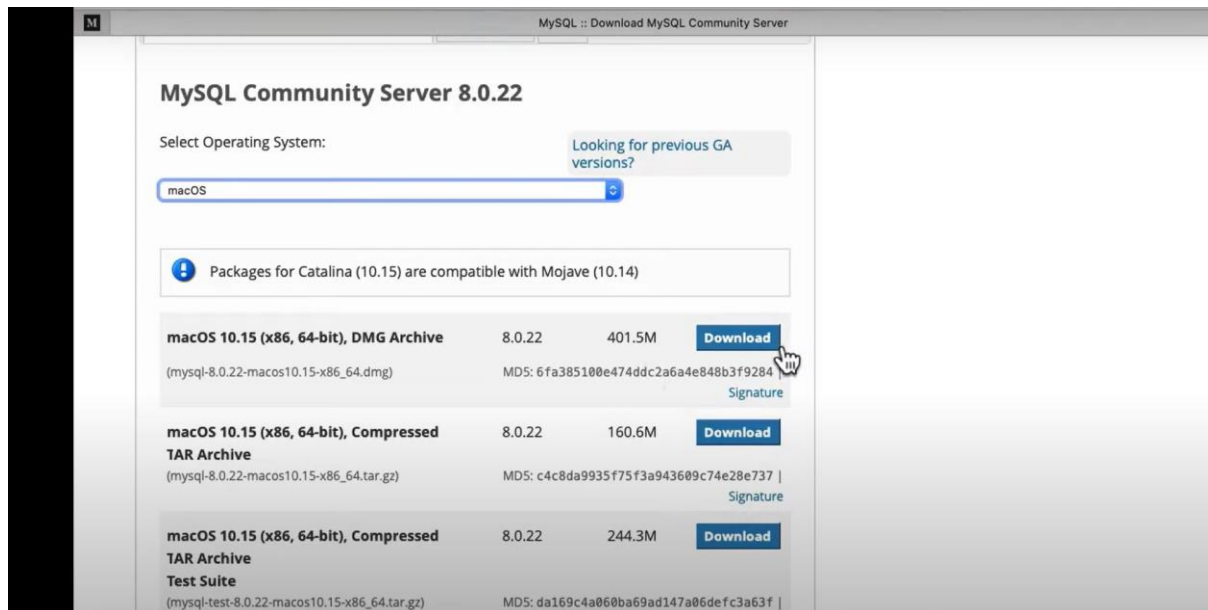 M
MySQL :: Download MySQL Community Server
MySQL Community Server 8.0.22
Select Operating System:
Looking for previous GA
versions?
macOS
Packages for Catalina (10.15) are compatible with Mojave (10.14)
macOS 10.15 (x86, 64-bit), DMG Archive 8.0.22 401.5M Download
(mysql-8.0.22-macos10.15-x86_64.dmg) MD5: 6fa385100e474ddc2a6a4e848b3f9284 |
Signature
macOS 10.15 (x86, 64-bit), Compressed 8.0.22 160.6M Download
TAR Archive
(mysql-8.0.22-macos10.15-x86_64.tar.gz) MD5: c4c8da9935f75f3a943609c74e28e737 |
Signature
macOS 10.15 (x86, 64-bit), Compressed 8.0.22 244.3M Download
TAR Archive
Test Suite
(mysql-test-8.0.22-macos10.15-x86_64.tar.gz) MD5: da169c4a060ba69ad147a06defc3a63f |